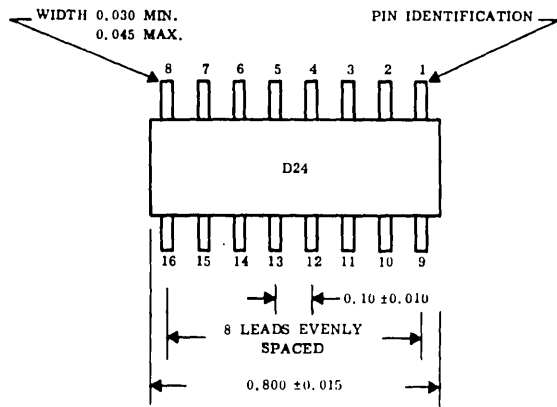 WIDTH 0.030 MIN.
0.045 MAX.
PIN IDENTIFICATION
8 7 6 5 4 3 2 1
D24
16 15 14 13 12 11 10 9
0.10 ±0.010
8 LEADS EVENLY
SPACED
0.800 ±0.015